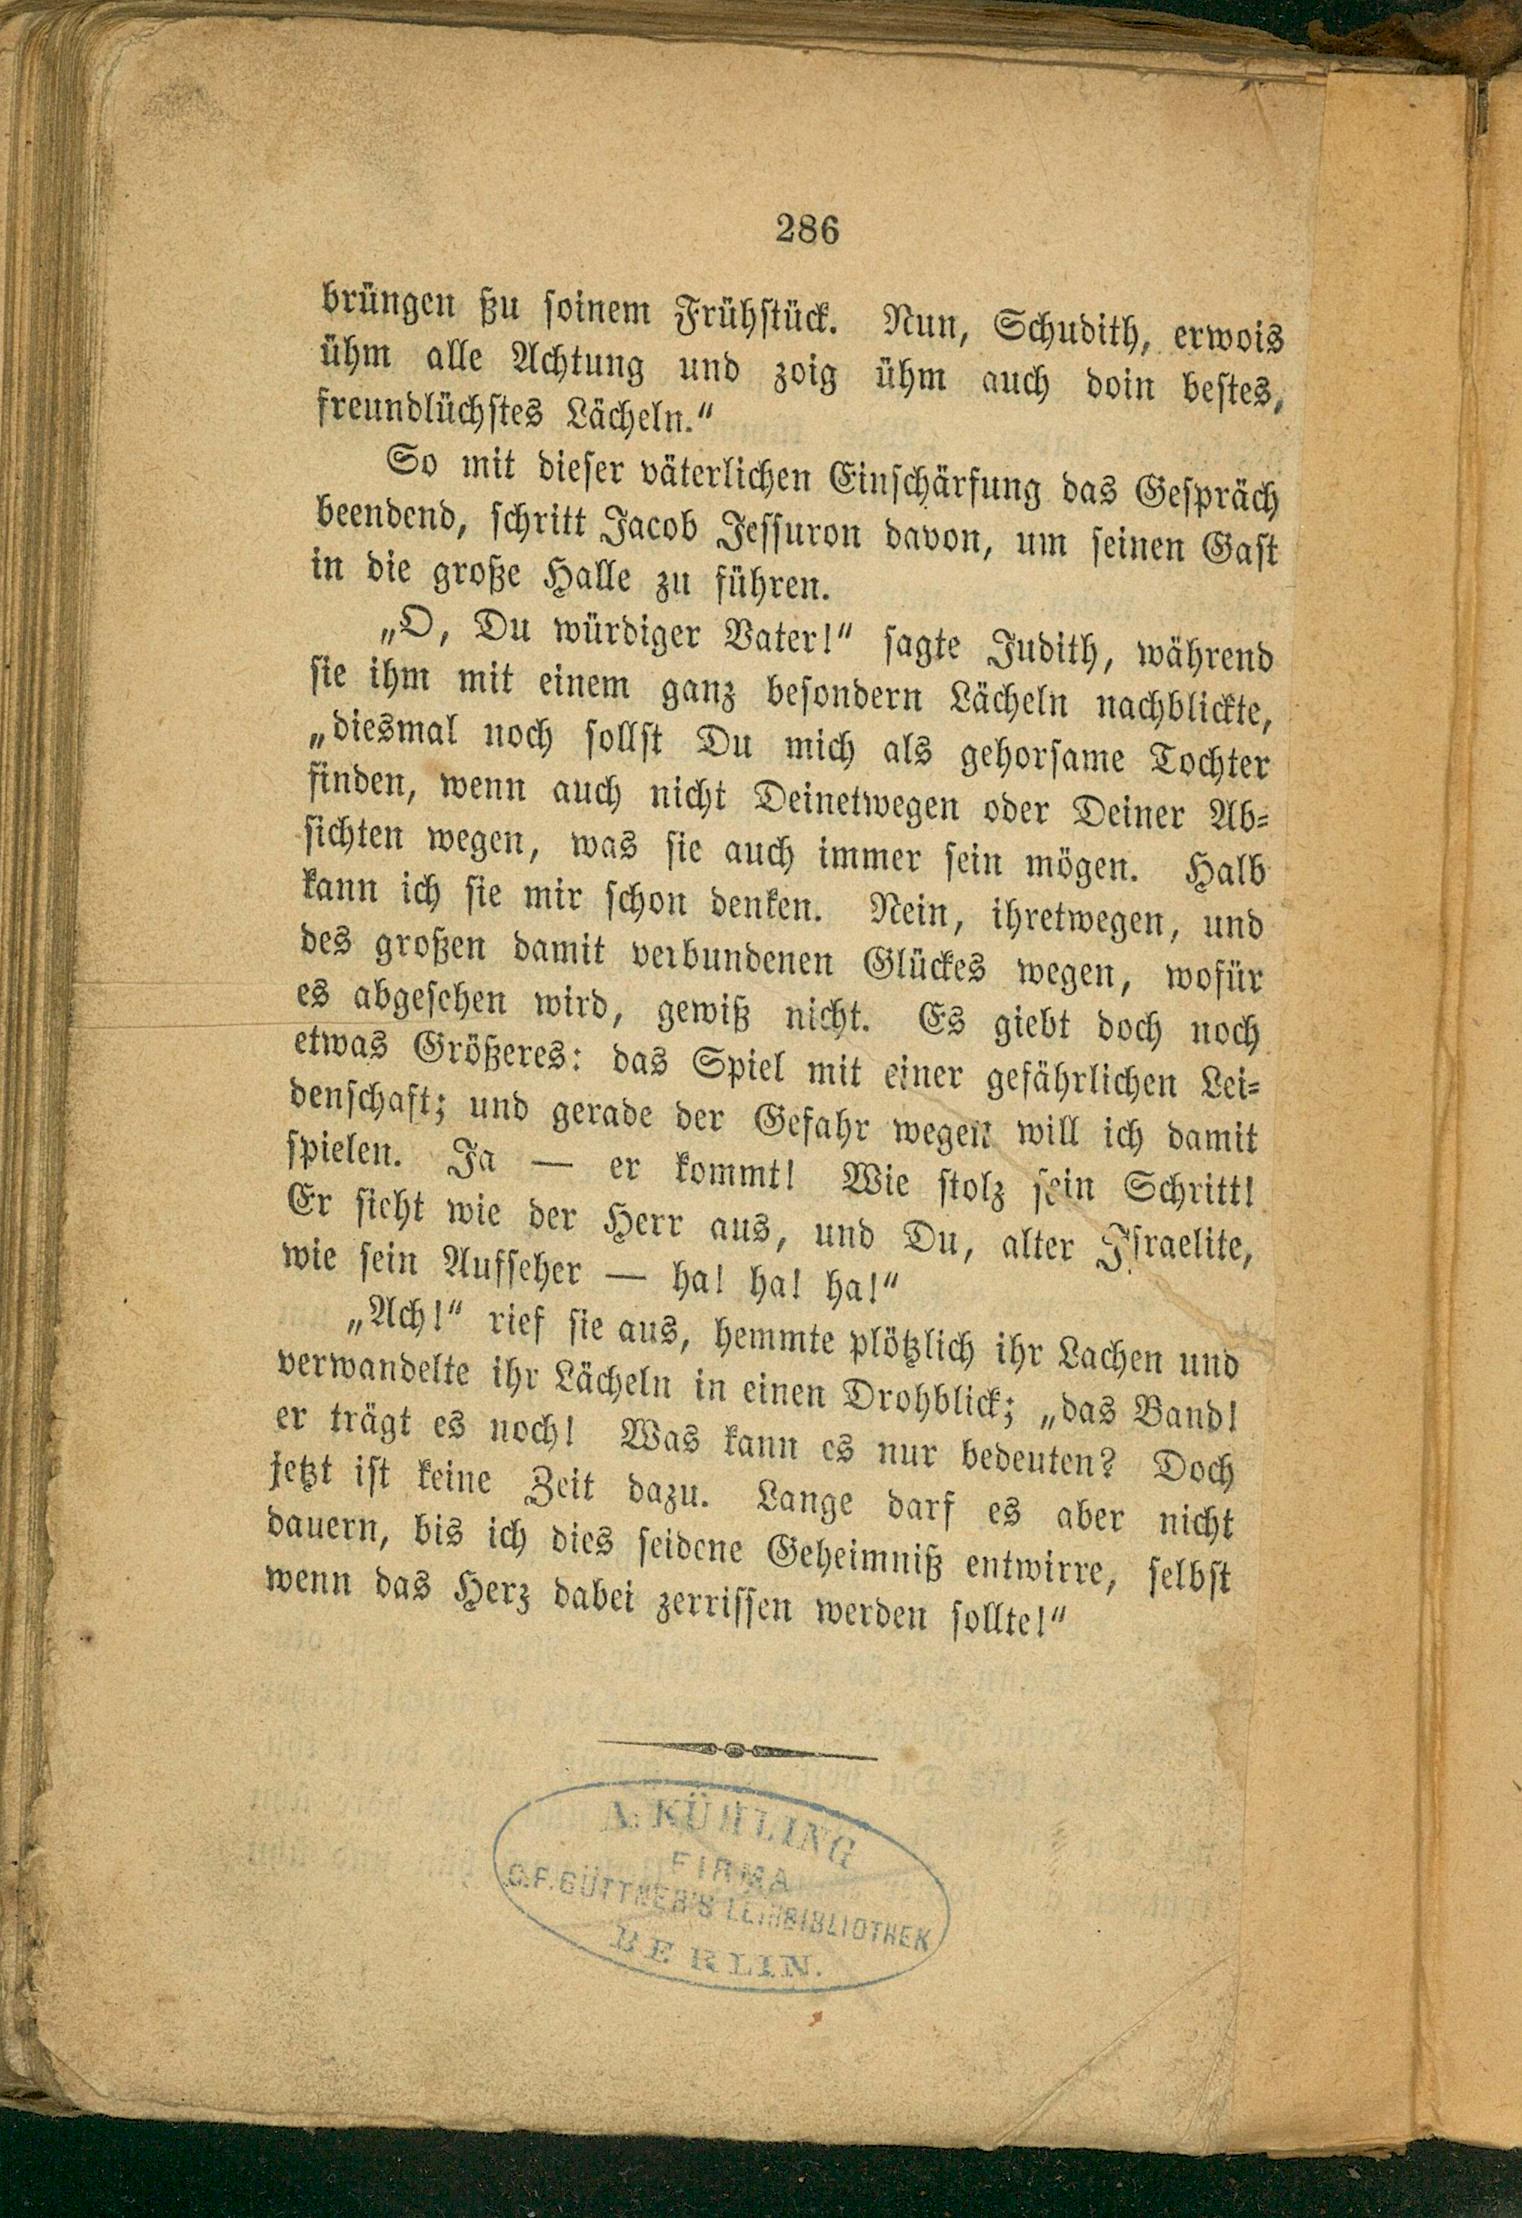 286
brüngen ßu soinem Frühstück. Nun, Schudith, erwois
ühm alle Achtung und zoig ühm auch doin bestes,
freundlüchstes Lächeln."
So mit dieser väterlichen Einschärfung das Gespräch
beendend, schritt Jacob Jessuron davon, um seinen Gast
in die große Halle zu führen.
„O, Du würdiger Vater!" sagte Judith, während
sie ihm mit einem ganz besondern Lächeln nachblickte,
„diesmal noch sollst Du mich als gehorsame Tochter
finden, wenn auch nicht Deinetwegen oder Deiner Ab-
sichten wegen, was sie auch immer sein mögen. Halb
kann ich sie mir schon denken. Nein, ihretwegen, und
des großen damit verbundenen Glückes wegen, wofür
es abgesehen wird, gewiß nicht. Es giebt doch noch
etwas Größeres: das Spiel mit einer gefährlichen Lei-
denschaft; und gerade der Gefahr wegen will ich damit
spielen. Ja — er kommt! Wie stolz sein Schritt!
Er sieht wie der Herr aus, und Du, alter Israelite,
wie sein Aufseher — ha! ha! ha!"
„Ach!" rief sie aus, hemmte plötzlich ihr Lachen und
verwandelte ihr Lächeln in einen Drohblick; „das Band!
er trägt es noch! Was kann es nur bedeuten? Doch
jetzt ist keine Zeit dazu. Lange darf es aber nicht
dauern, bis ich dies seidene Geheimniß entwirre, selbst
wenn das Herz dabei zerrissen werden sollte!"
A. KÜHLING
FIRMA
O.F. GÜTTNER'S LEIHBIBLIOTHEK
BERLIN.